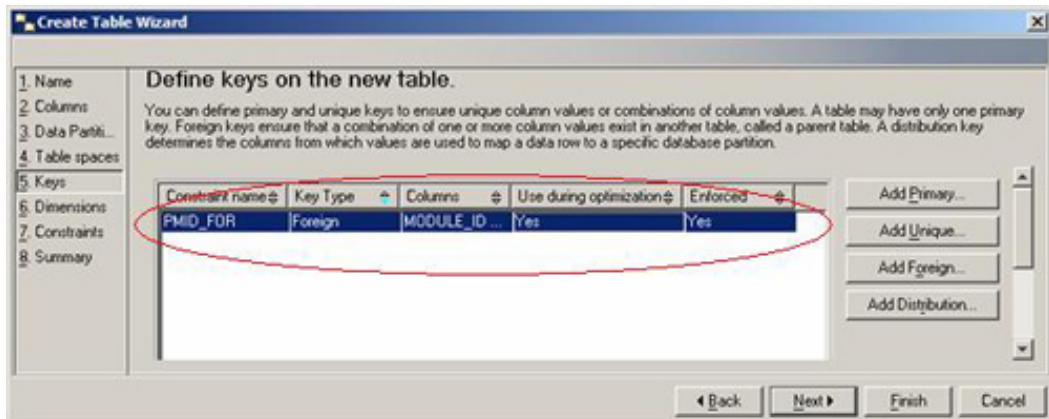 Create Table Wizard
1. Name
2. Columns
3. Data Partiti...
4. Table spaces
5. Keys
6. Dimensions
7. Constraints
8. Summary
Define keys on the new table.
You can define primary and unique keys to ensure unique column values or combinations of column values. A table may have only one primary
key. Foreign keys ensure that a combination of one or more column values exist in another table, called a parent table. A distribution key
determines the columns from which values are used to map a data row to a specific database partition.
Constraint name Key Type Columns Use during optimization Enforced
PMID_FOR Foreign MODULE_ID ... Yes Yes
Add Primary...
Add Unique...
Add Foreign...
Add Distribution...
Back Next Finish Cancel